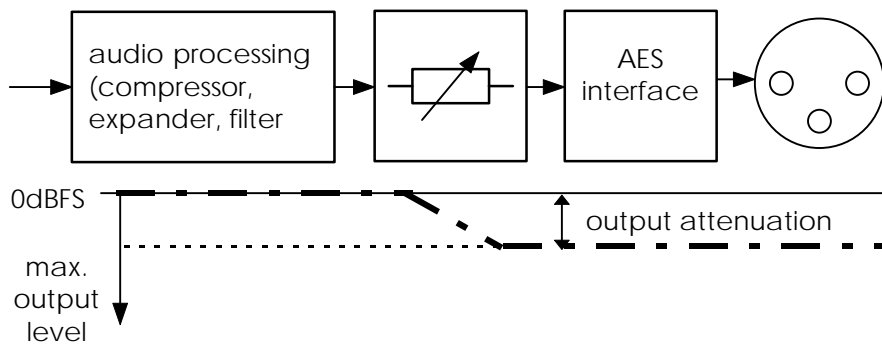 audio processing
(compressor,
expander, filter
AES
interface
0dBFS
output attenuation
max.
output
level